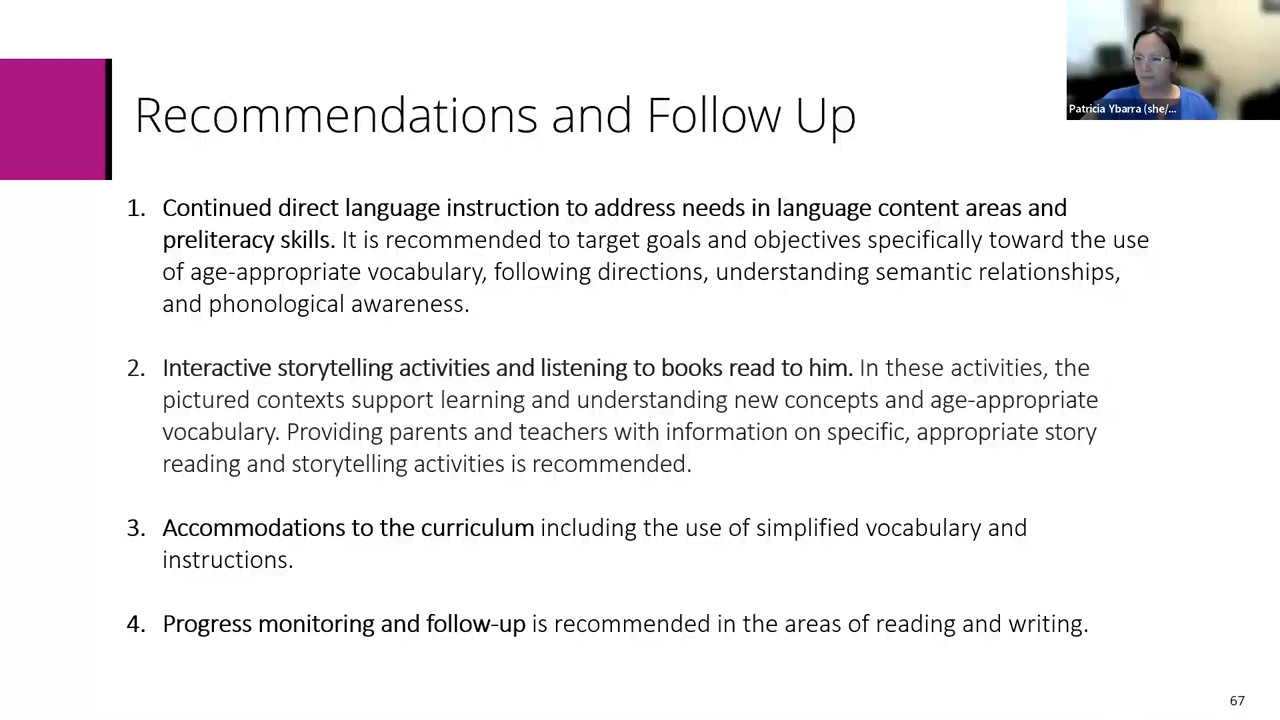 Patricia Ybarra (she/...
Recommendations and Follow Up
1. Continued direct language instruction to address needs in language content areas and
preliteracy skills. It is recommended to target goals and objectives specifically toward the use
of age-appropriate vocabulary, following directions, understanding semantic relationships,
and phonological awareness.
2. Interactive storytelling activities and listening to books read to him. In these activities, the
pictured contexts support learning and understanding new concepts and age-appropriate
vocabulary. Providing parents and teachers with information on specific, appropriate story
reading and storytelling activities is recommended.
3. Accommodations to the curriculum including the use of simplified vocabulary and
instructions.
4. Progress monitoring and follow-up is recommended in the areas of reading and writing.
67